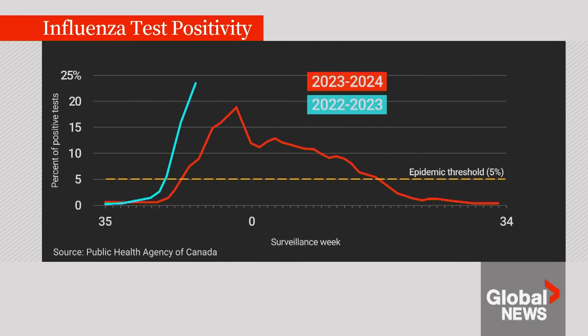 Influenza Test Positivity
25%
20
15
10
5
0
Percent of positive tests
2023-2024
2022-2023
Epidemic threshold (5%)
35
0
34
Surveillance week
Source: Public Health Agency of Canada
Global
NEWS